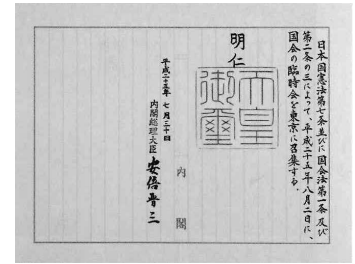 日本国憲法第七条並びに国会法第一条及び
第二条の三によって、平成二十五年八月二日に、
国会の臨時会を東京に召集する。
明仁
天皇
御璽
平成二十五年七月三十日
内閣総理大臣 安倍晋三
内閣